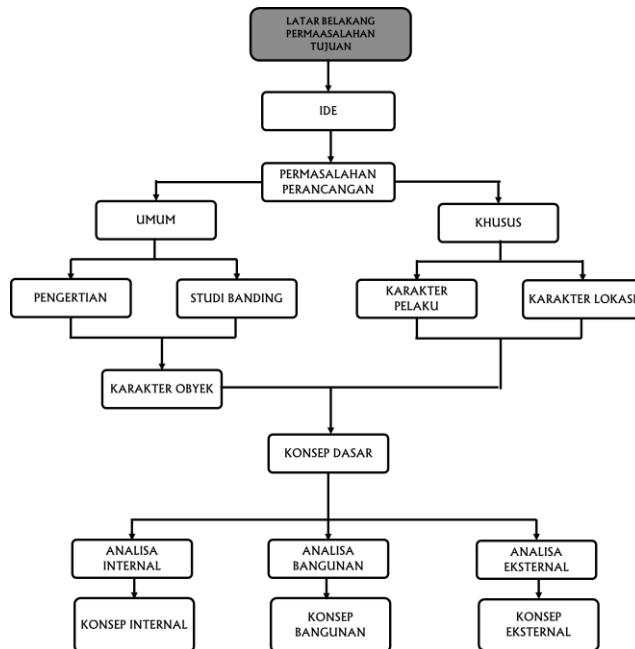 LATAR BELAKANG
PERMAASALAHAN
TUJUAN
IDE
PERMASALAHAN
PERANCANGAN
UMUM
KHUSUS
PENGERTIAN
STUDI BANDING
KARAKTER
PELAKU
KARAKTER LOKASI
KARAKTER OBYEK
KONSEP DASAR
ANALISA
INTERNAL
ANALISA
BANGUNAN
ANALISA
EKSTERNAL
KONSEP INTERNAL
KONSEP
BANGUNAN
KONSEP
EKSTERNAL